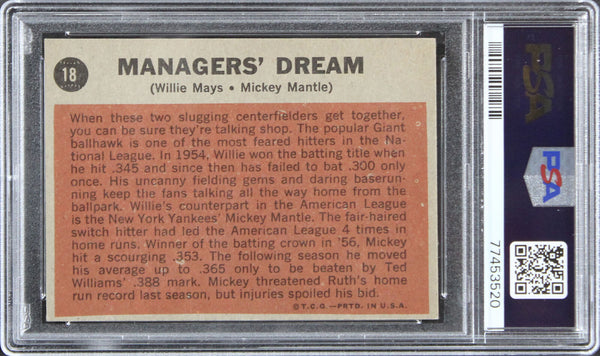 18
MANAGERS' DREAM
(Willie Mays • Mickey Mantle)
When these two slugging centerfielders get together,
you can be sure they're talking shop. The popular Giant
ballhawk is one of the most feared hitters in the Na-
tional League. In 1954, Willie won the batting title when
he hit .345 and since then has failed to bat .300 only
once. His uncanny fielding gems and daring baserun-
ning keep the fans talking all the way home from the
ballpark. Willie's counterpart in the American League
is the New York Yankees' Mickey Mantle. The fair-haired
switch hitter had led the American League 4 times in
home runs. Winner of the batting crown in '56, Mickey
hit a scourging .353. The following season he moved
his average up to .365 only to be beaten by Ted
Williams' .388 mark. Mickey threatened Ruth's home
run record last season, but injuries spoiled his bid.
© T.C.G.—PRTD. IN U.S.A.
PSA
PSA
77453520